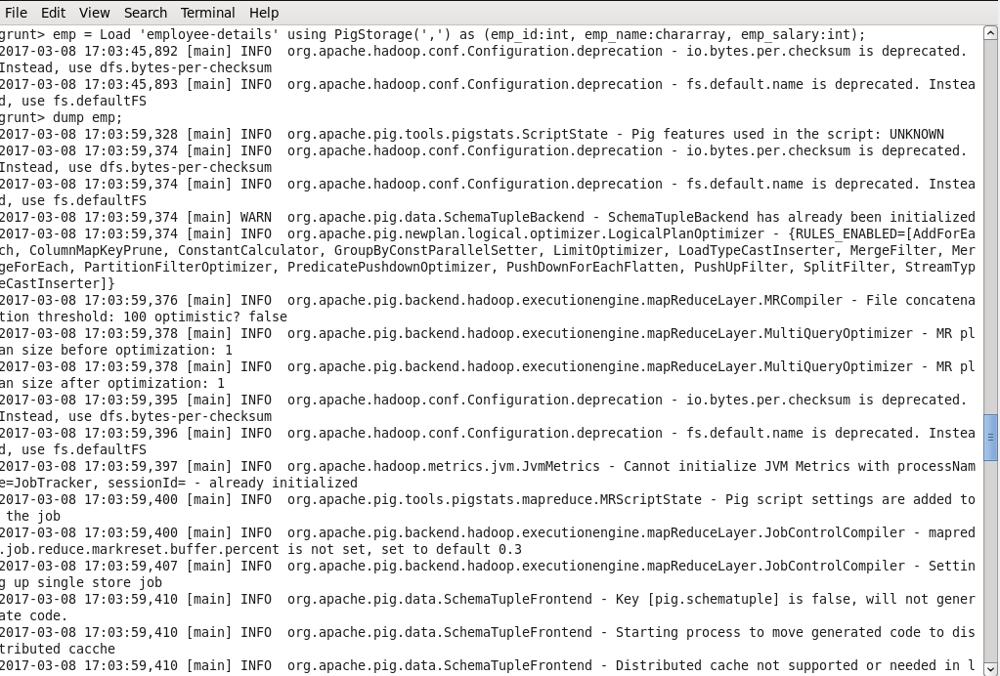 File Edit View Search Terminal Help
grunt> emp = Load 'employee-details' using PigStorage(',') as (emp_id:int, emp_name:chararray, emp_salary:int);
2017-03-08 17:03:45,892 [main] INFO  org.apache.hadoop.conf.Configuration.deprecation - io.bytes.per.checksum is deprecated.
Instead, use dfs.bytes-per-checksum
2017-03-08 17:03:45,893 [main] INFO  org.apache.hadoop.conf.Configuration.deprecation - fs.default.name is deprecated. Instea
d, use fs.defaultFS
grunt> dump emp;
2017-03-08 17:03:59,328 [main] INFO  org.apache.pig.tools.pigstats.ScriptState - Pig features used in the script: UNKNOWN
2017-03-08 17:03:59,374 [main] INFO  org.apache.hadoop.conf.Configuration.deprecation - io.bytes.per.checksum is deprecated.
Instead, use dfs.bytes-per-checksum
2017-03-08 17:03:59,374 [main] INFO  org.apache.hadoop.conf.Configuration.deprecation - fs.default.name is deprecated. Instea
d, use fs.defaultFS
2017-03-08 17:03:59,374 [main] WARN  org.apache.pig.data.SchemaTupleBackend - SchemaTupleBackend has already been initialized
2017-03-08 17:03:59,374 [main] INFO  org.apache.pig.newplan.logical.optimizer.LogicalPlanOptimizer - {RULES_ENABLED=[AddForEa
ch, ColumnMapKeyPrune, ConstantCalculator, GroupByConstParallelSetter, LimitOptimizer, LoadTypeCastInserter, MergeFilter, Mer
geForEach, PartitionFilterOptimizer, PredicatePushdownOptimizer, PushDownForEachFlatten, PushUpFilter, SplitFilter, StreamTyp
eCastInserter]}
2017-03-08 17:03:59,376 [main] INFO  org.apache.pig.backend.hadoop.executionengine.mapReduceLayer.MRCompiler - File concatena
tion threshold: 100 optimistic? false
2017-03-08 17:03:59,378 [main] INFO  org.apache.pig.backend.hadoop.executionengine.mapReduceLayer.MultiQueryOptimizer - MR pl
an size before optimization: 1
2017-03-08 17:03:59,378 [main] INFO  org.apache.pig.backend.hadoop.executionengine.mapReduceLayer.MultiQueryOptimizer - MR pl
an size after optimization: 1
2017-03-08 17:03:59,395 [main] INFO  org.apache.hadoop.conf.Configuration.deprecation - io.bytes.per.checksum is deprecated.
Instead, use dfs.bytes-per-checksum
2017-03-08 17:03:59,396 [main] INFO  org.apache.hadoop.conf.Configuration.deprecation - fs.default.name is deprecated. Instea
d, use fs.defaultFS
2017-03-08 17:03:59,397 [main] INFO  org.apache.hadoop.metrics.jvm.JvmMetrics - Cannot initialize JVM Metrics with processNam
e=JobTracker, sessionId= - already initialized
2017-03-08 17:03:59,400 [main] INFO  org.apache.pig.tools.pigstats.mapreduce.MRScriptState - Pig script settings are added to
 the job
2017-03-08 17:03:59,400 [main] INFO  org.apache.pig.backend.hadoop.executionengine.mapReduceLayer.JobControlCompiler - mapred
.job.reduce.markreset.buffer.percent is not set, set to default 0.3
2017-03-08 17:03:59,407 [main] INFO  org.apache.pig.backend.hadoop.executionengine.mapReduceLayer.JobControlCompiler - Settin
g up single store job
2017-03-08 17:03:59,410 [main] INFO  org.apache.pig.data.SchemaTupleFrontend - Key [pig.schematuple] is false, will not gener
ate code.
2017-03-08 17:03:59,410 [main] INFO  org.apache.pig.data.SchemaTupleFrontend - Starting process to move generated code to dis
tributed cacche
2017-03-08 17:03:59,410 [main] INFO  org.apache.pig.data.SchemaTupleFrontend - Distributed cache not supported or needed in l